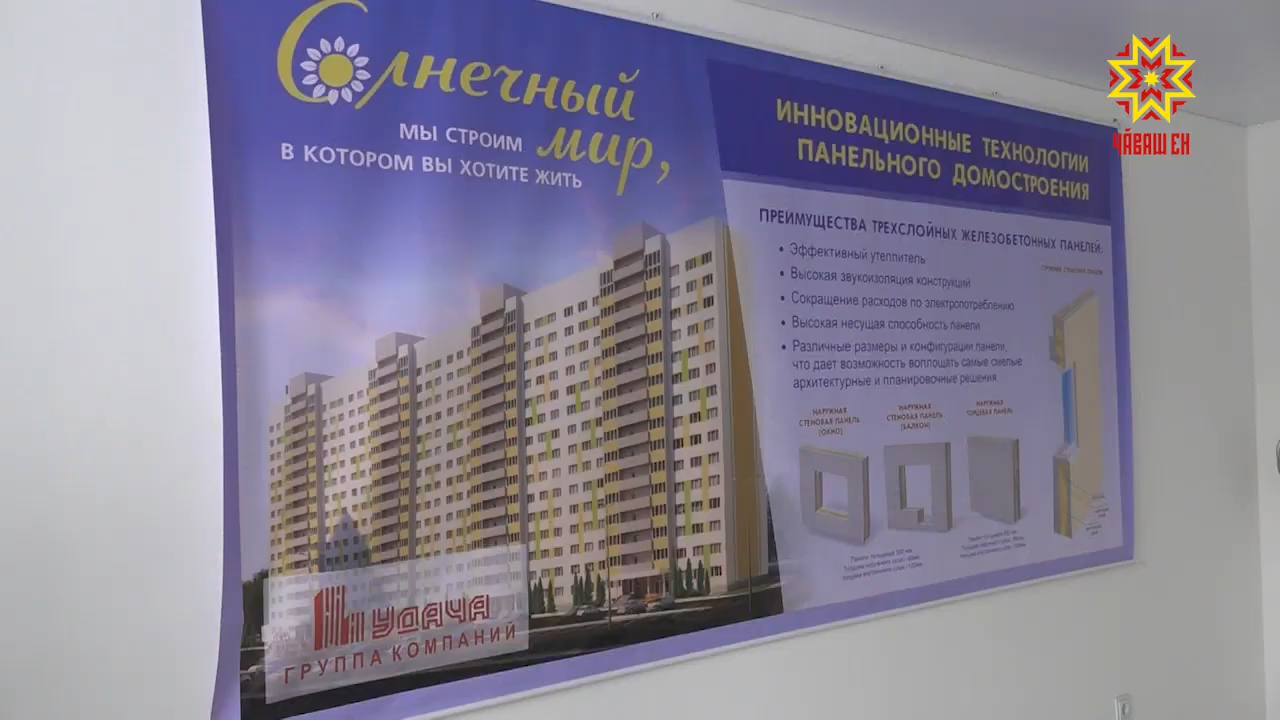 Солнечный
мир,
МЫ СТРОИМ
В КОТОРОМ ВЫ ХОТИТЕ ЖИТЬ
УДАЧА
ГРУППА КОМПАНИЙ
ИННОВАЦИОННЫЕ ТЕХНОЛОГИИ
ПАНЕЛЬНОГО ДОМОСТРОЕНИЯ
ПРЕИМУЩЕСТВА ТРЕХСЛОЙНЫХ ЖЕЛЕЗОБЕТОННЫХ ПАНЕЛЕЙ:
• Эффективный утеплитель
• Высокая звукоизоляция конструкций
• Сокращение расходов по электропотреблению
• Высокая несущая способность панели
• Различные размеры и конфигурации панели,
что дает возможность воплощать самые смелые
архитектурные и планировочные решения
НАРУЖНАЯ
СТЕНОВАЯ ПАНЕЛЬ
(ОКНО)
НАРУЖНАЯ
СТЕНОВАЯ ПАНЕЛЬ
(БАЛКОН)
НАРУЖНАЯ
ТОРЦЕВАЯ ПАНЕЛЬ
ЧӐВАШ ЕН